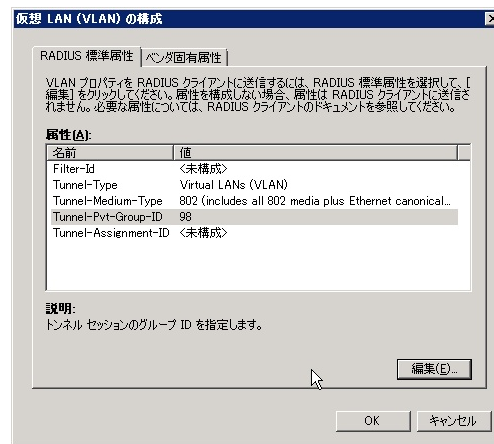 仮想 LAN (VLAN) の構成
RADIUS 標準属性 ベンダ固有属性
VLAN プロパティを RADIUS クライアントに送信するには、RADIUS 標準属性を選択して、[
編集] をクリックしてください。属性を構成しない場合、属性は RADIUS クライアントに送信さ
れません。必要な属性については、RADIUS クライアントのドキュメントを参照してください。
属性(A):
名前 値
Filter-Id <未構成>
Tunnel-Type Virtual LANs (VLAN)
Tunnel-Medium-Type 802 (includes all 802 media plus Ethernet canonical...
Tunnel-Pvt-Group-ID 98
Tunnel-Assignment-ID <未構成>
説明:
トンネル セッションのグループ ID を指定します。
編集(E)...
OK キャンセル